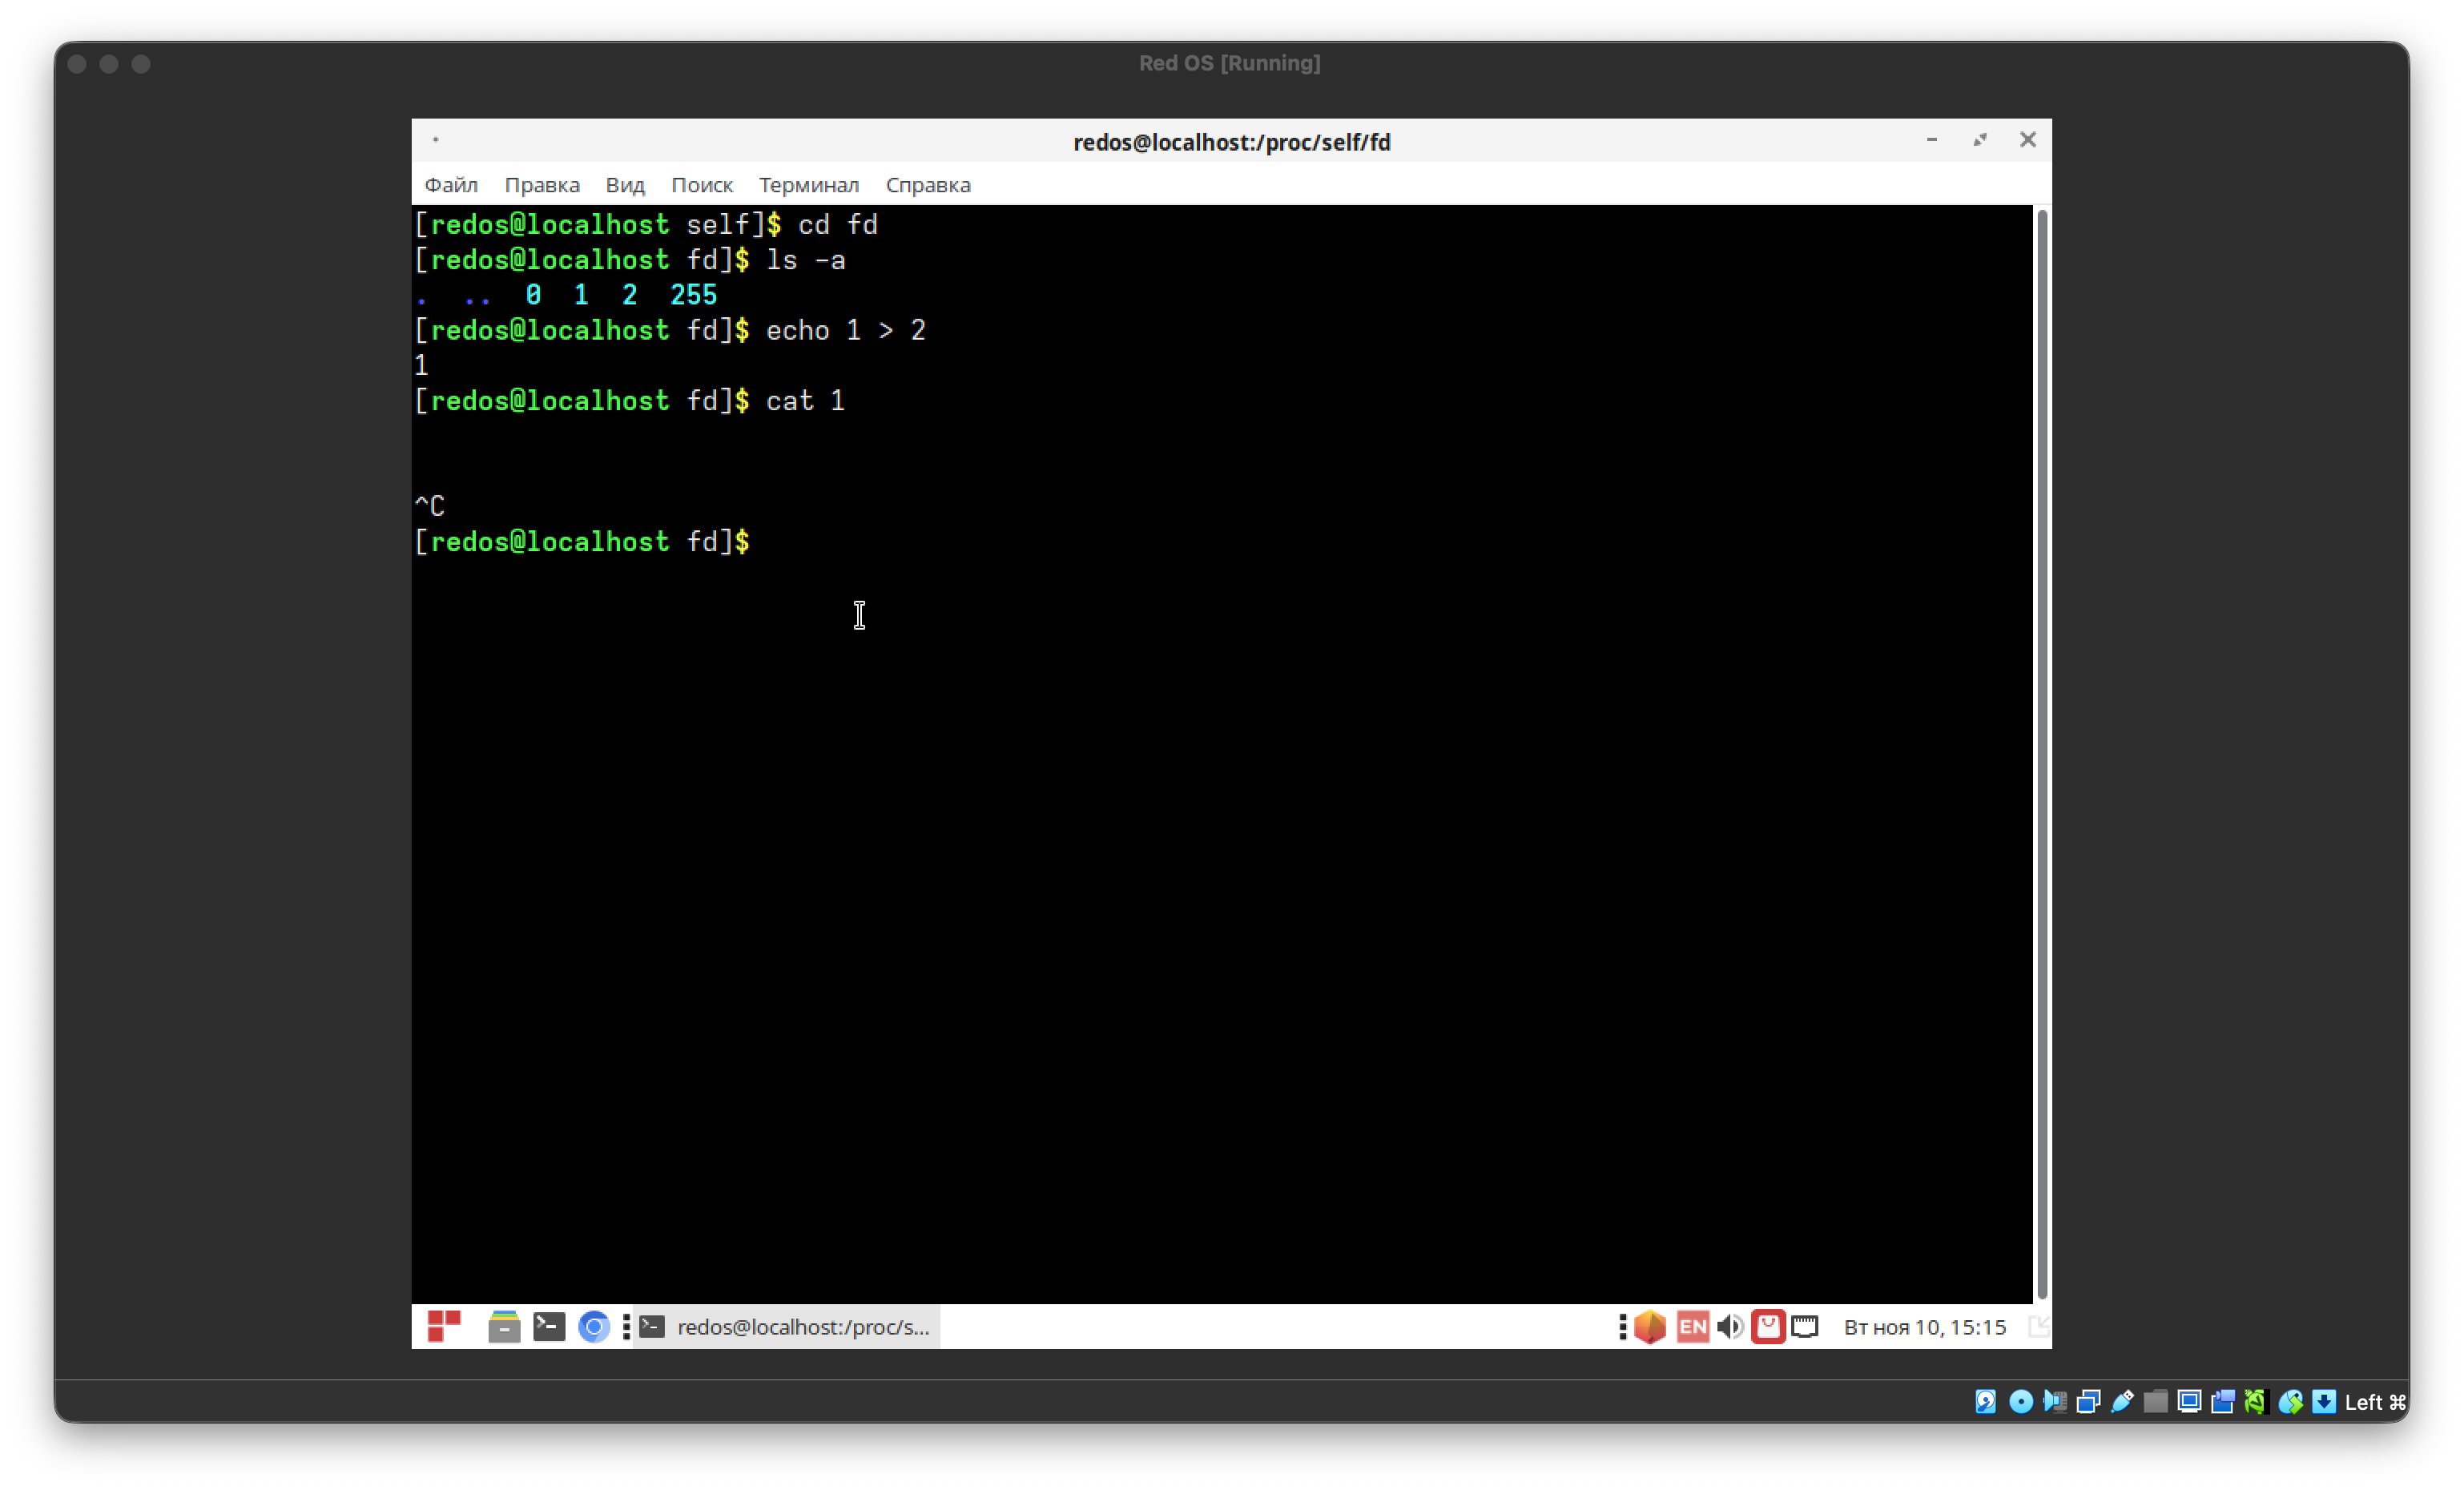 Red OS [Running]
redos@localhost:/proc/self/fd
Файл Правка Вид Поиск Терминал Справка
[redos@localhost self]$ cd fd
[redos@localhost fd]$ ls -a
. .. 0 1 2 255
[redos@localhost fd]$ echo 1 > 2
1
[redos@localhost fd]$ cat 1
^C
[redos@localhost fd]$
redos@localhost:/proc/s...
EN
Вт ноя 10, 15:15
Left ⌘